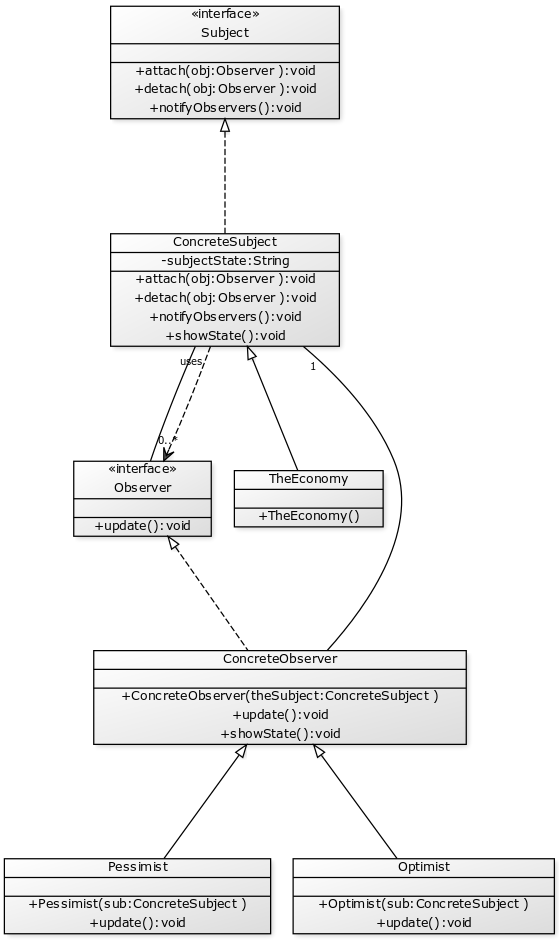 «interface»
Subject
+attach(obj:Observer ):void
+detach(obj:Observer ):void
+notifyObservers():void
ConcreteSubject
-subjectState:String
+attach(obj:Observer ):void
+detach(obj:Observer ):void
+notifyObservers():void
+showState():void
uses
1
0..*
«interface»
Observer
+update():void
TheEconomy
+TheEconomy()
ConcreteObserver
+ConcreteObserver(theSubject:ConcreteSubject )
+update():void
+showState():void
Pessimist
+Pessimist(sub:ConcreteSubject )
+update():void
Optimist
+Optimist(sub:ConcreteSubject )
+update():void